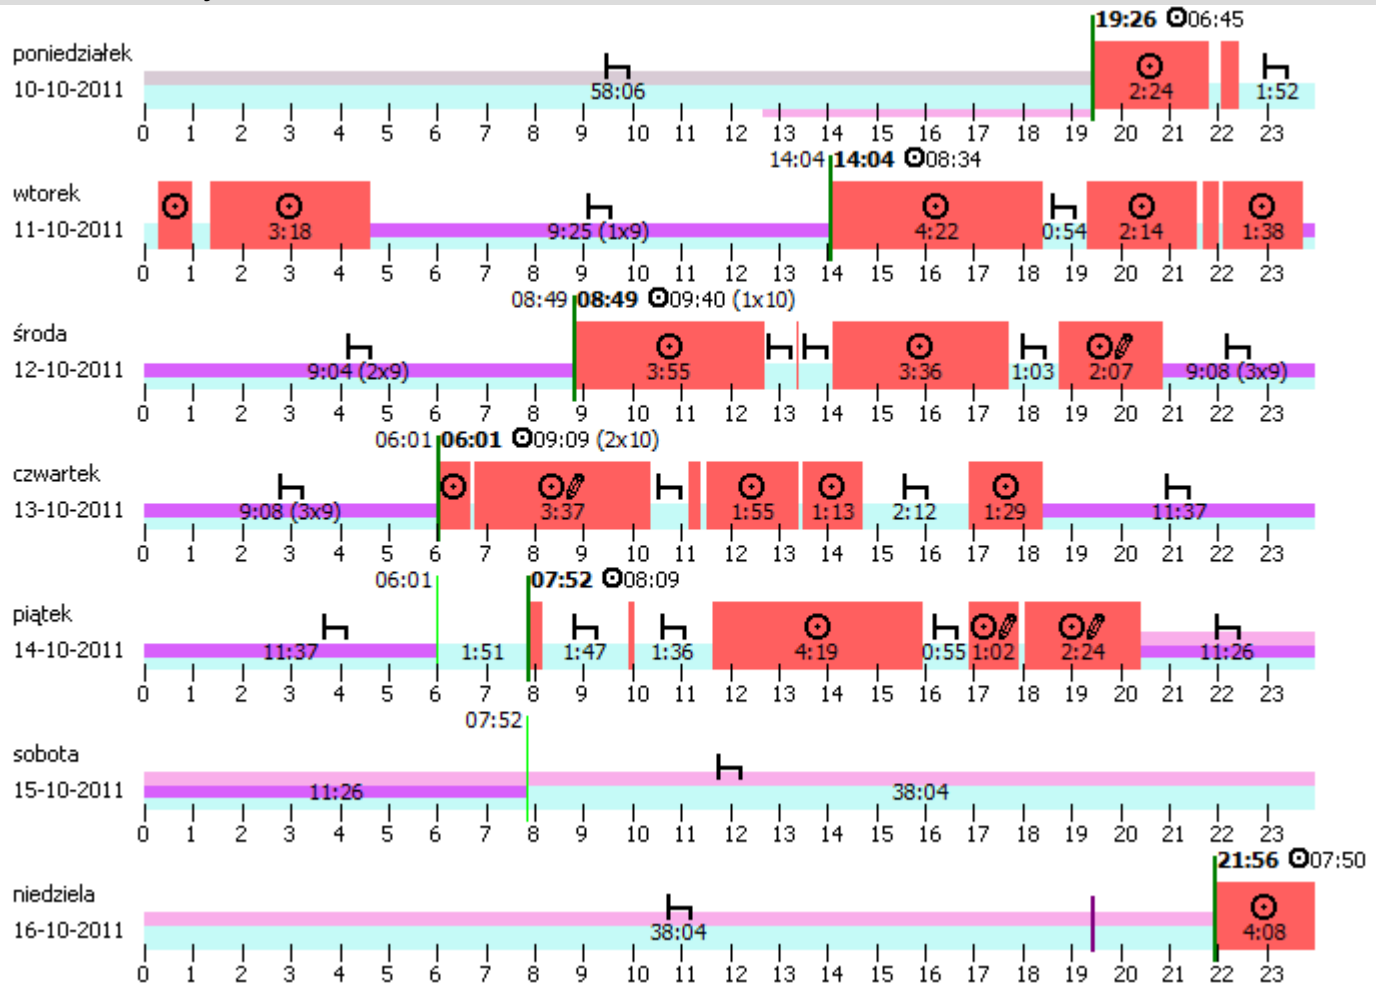 19:26 06:45
poniedziałek
10-10-2011 58:06 2:24 1:52
0 1 2 3 4 5 6 7 8 9 10 11 12 13 14 15 16 17 18 19 20 21 22 23
14:04 14:04 08:34
wtorek
11-10-2011 3:18 9:25 (1x9) 4:22 0:54 2:14 1:38
0 1 2 3 4 5 6 7 8 9 10 11 12 13 14 15 16 17 18 19 20 21 22 23
08:49 08:49 09:40 (1x10)
środa
12-10-2011 9:04 (2x9) 3:55 3:36 1:03 2:07 9:08 (3x9)
0 1 2 3 4 5 6 7 8 9 10 11 12 13 14 15 16 17 18 19 20 21 22 23
06:01 06:01 09:09 (2x10)
czwartek
13-10-2011 9:08 (3x9) 3:37 1:55 1:13 2:12 1:29 11:37
0 1 2 3 4 5 6 7 8 9 10 11 12 13 14 15 16 17 18 19 20 21 22 23
06:01 07:52 08:09
piątek
14-10-2011 11:37 1:51 1:47 1:36 4:19 0:55 1:02 2:24 11:26
0 1 2 3 4 5 6 7 8 9 10 11 12 13 14 15 16 17 18 19 20 21 22 23
07:52
sobota
15-10-2011 11:26 38:04
0 1 2 3 4 5 6 7 8 9 10 11 12 13 14 15 16 17 18 19 20 21 22 23
21:56 07:50
niedziela
16-10-2011 38:04 4:08
0 1 2 3 4 5 6 7 8 9 10 11 12 13 14 15 16 17 18 19 20 21 22 23